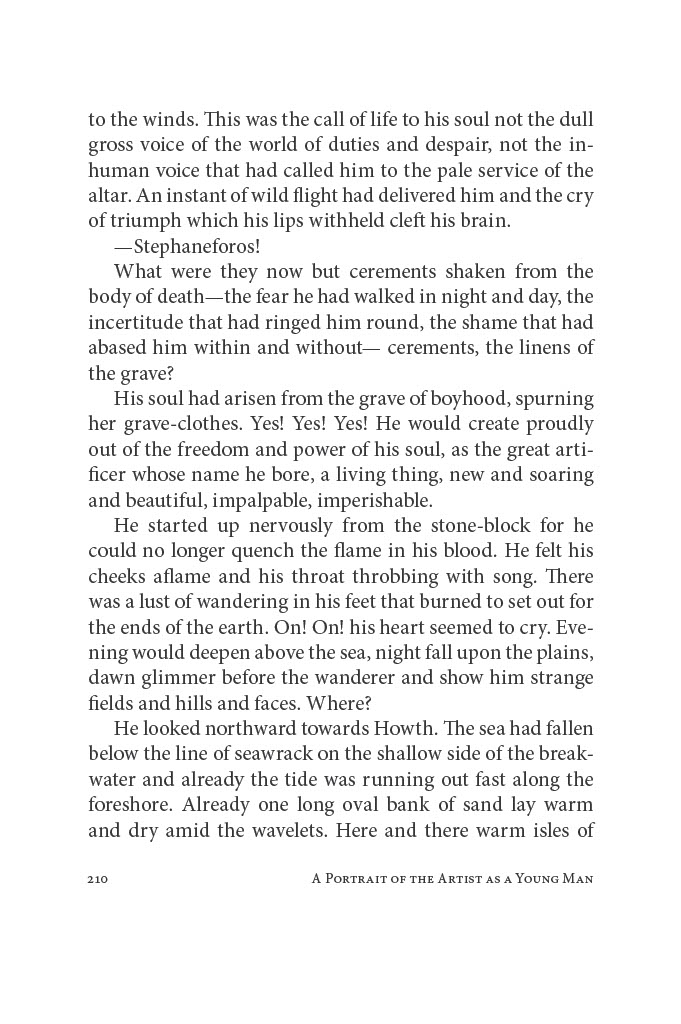 to the winds. This was the call of life to his soul not the dull
gross voice of the world of duties and despair, not the in-
human voice that had called him to the pale service of the
altar. An instant of wild flight had delivered him and the cry
of triumph which his lips withheld cleft his brain.
—Stephaneforos!
What were they now but cerements shaken from the
body of death—the fear he had walked in night and day, the
incertitude that had ringed him round, the shame that had
abased him within and without— cerements, the linens of
the grave?
His soul had arisen from the grave of boyhood, spurning
her grave-clothes. Yes! Yes! Yes! He would create proudly
out of the freedom and power of his soul, as the great arti-
ficer whose name he bore, a living thing, new and soaring
and beautiful, impalpable, imperishable.
He started up nervously from the stone-block for he
could no longer quench the flame in his blood. He felt his
cheeks aflame and his throat throbbing with song. There
was a lust of wandering in his feet that burned to set out for
the ends of the earth. On! On! his heart seemed to cry. Eve-
ning would deepen above the sea, night fall upon the plains,
dawn glimmer before the wanderer and show him strange
fields and hills and faces. Where?
He looked northward towards Howth. The sea had fallen
below the line of seawrack on the shallow side of the break-
water and already the tide was running out fast along the
foreshore. Already one long oval bank of sand lay warm
and dry amid the wavelets. Here and there warm isles of
210 A Portrait of the Artist as a Young Man